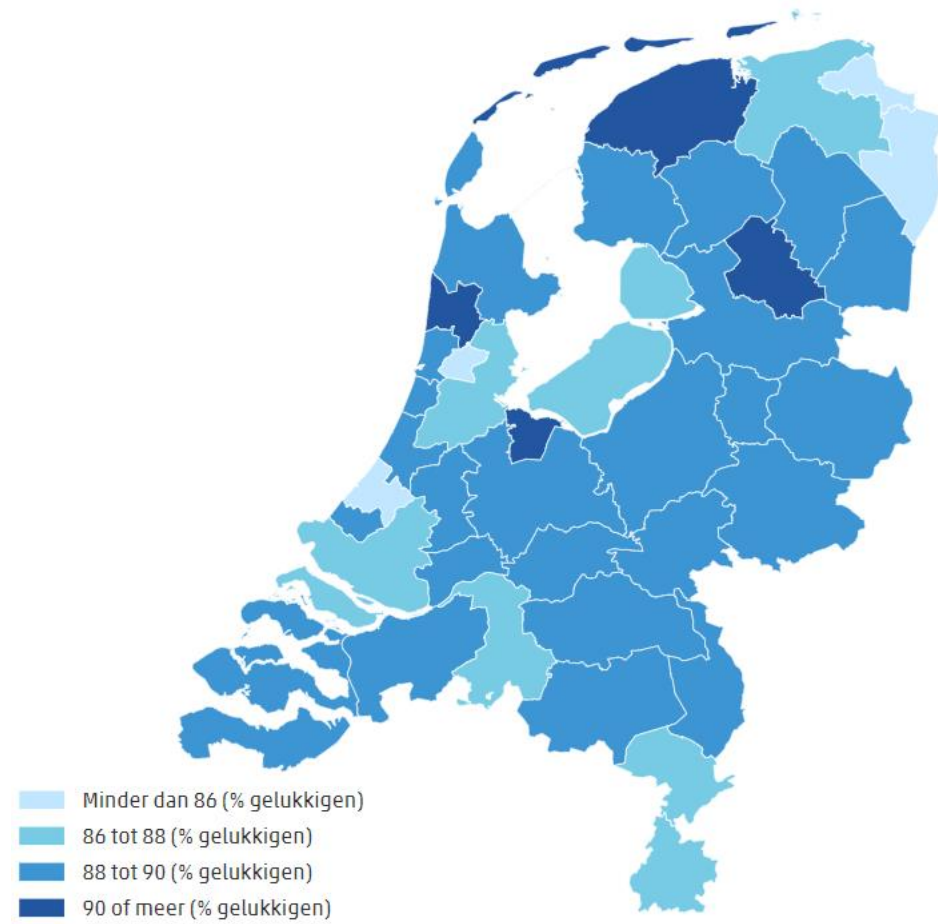 Minder dan 86 (% gelukkigen)
86 tot 88 (% gelukkigen)
88 tot 90 (% gelukkigen)
90 of meer (% gelukkigen)